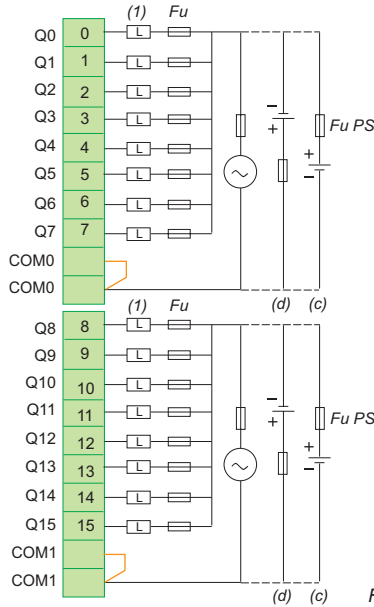 (1) Fu
Q0 0 L
Q1 1 L
Q2 2 L
Q3 3 L
Q4 4 L
Q5 5 L
Q6 6 L
Q7 7 L
COM0
COM0
− + + − Fu PS
(d) (c)
(1) Fu
Q8 8 L
Q9 9 L
Q10 10 L
Q11 11 L
Q12 12 L
Q13 13 L
Q14 14 L
Q15 15 L
COM1
COM1
− + + − Fu PS
(d) (c)